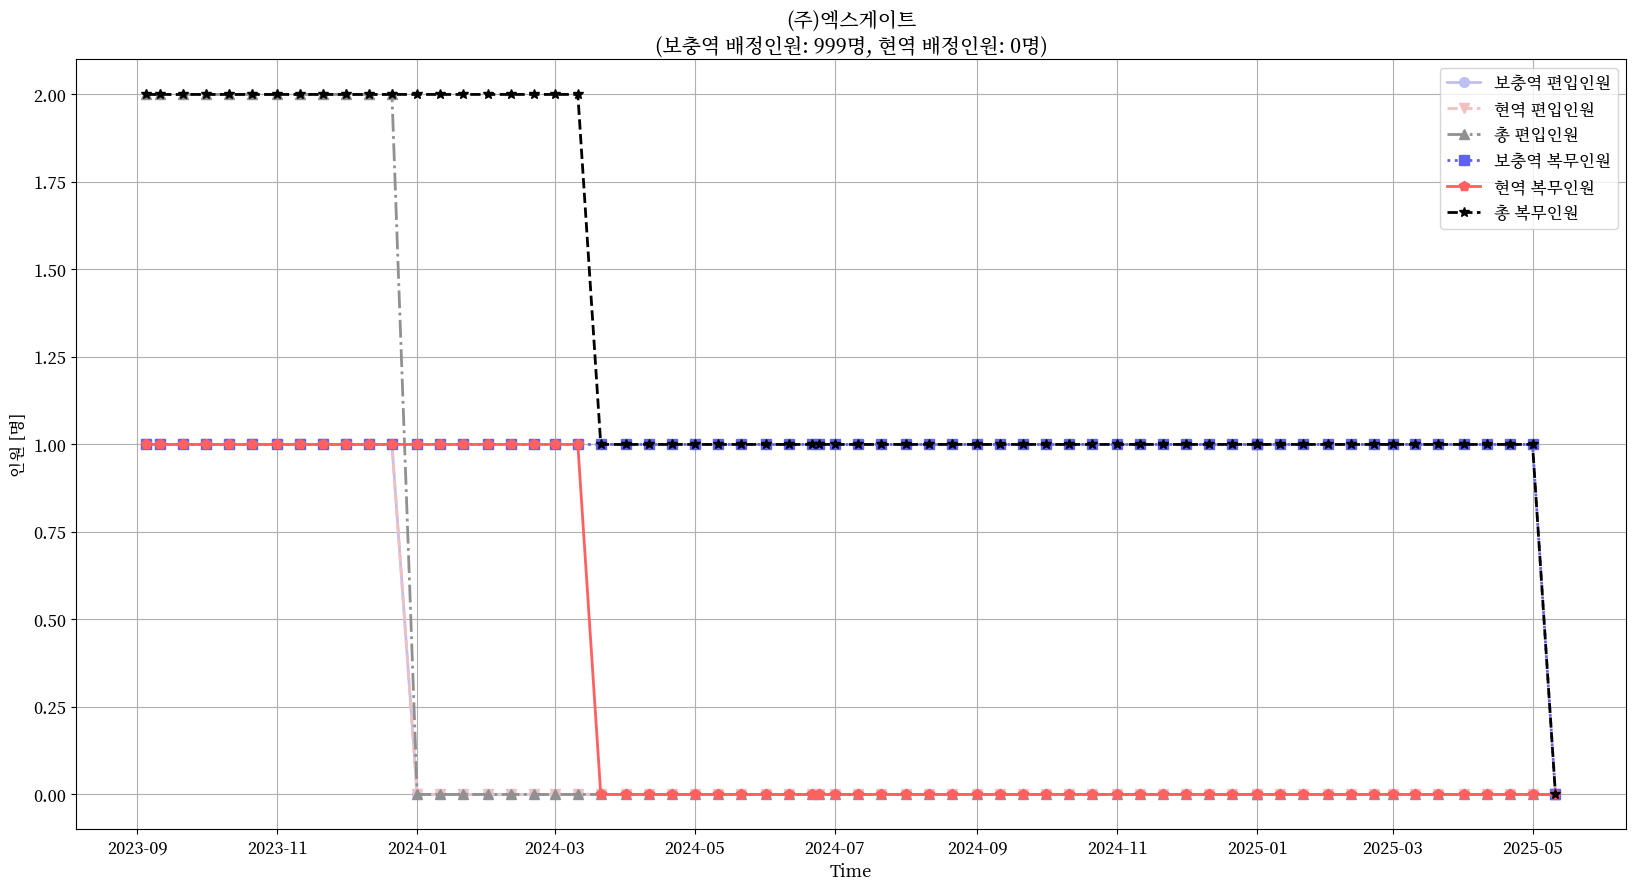 (주)엑스게이트
(보충역 배정인원: 999명, 현역 배정인원: 0명)
보충역 편입인원
현역 편입인원
총 편입인원
보충역 복무인원
현역 복무인원
총 복무인원
2.00
1.75
1.50
1.25
1.00
0.75
0.50
0.25
0.00
인원 [명]
2023-09 2023-11 2024-01 2024-03 2024-05 2024-07 2024-09 2024-11 2025-01 2025-03 2025-05
Time